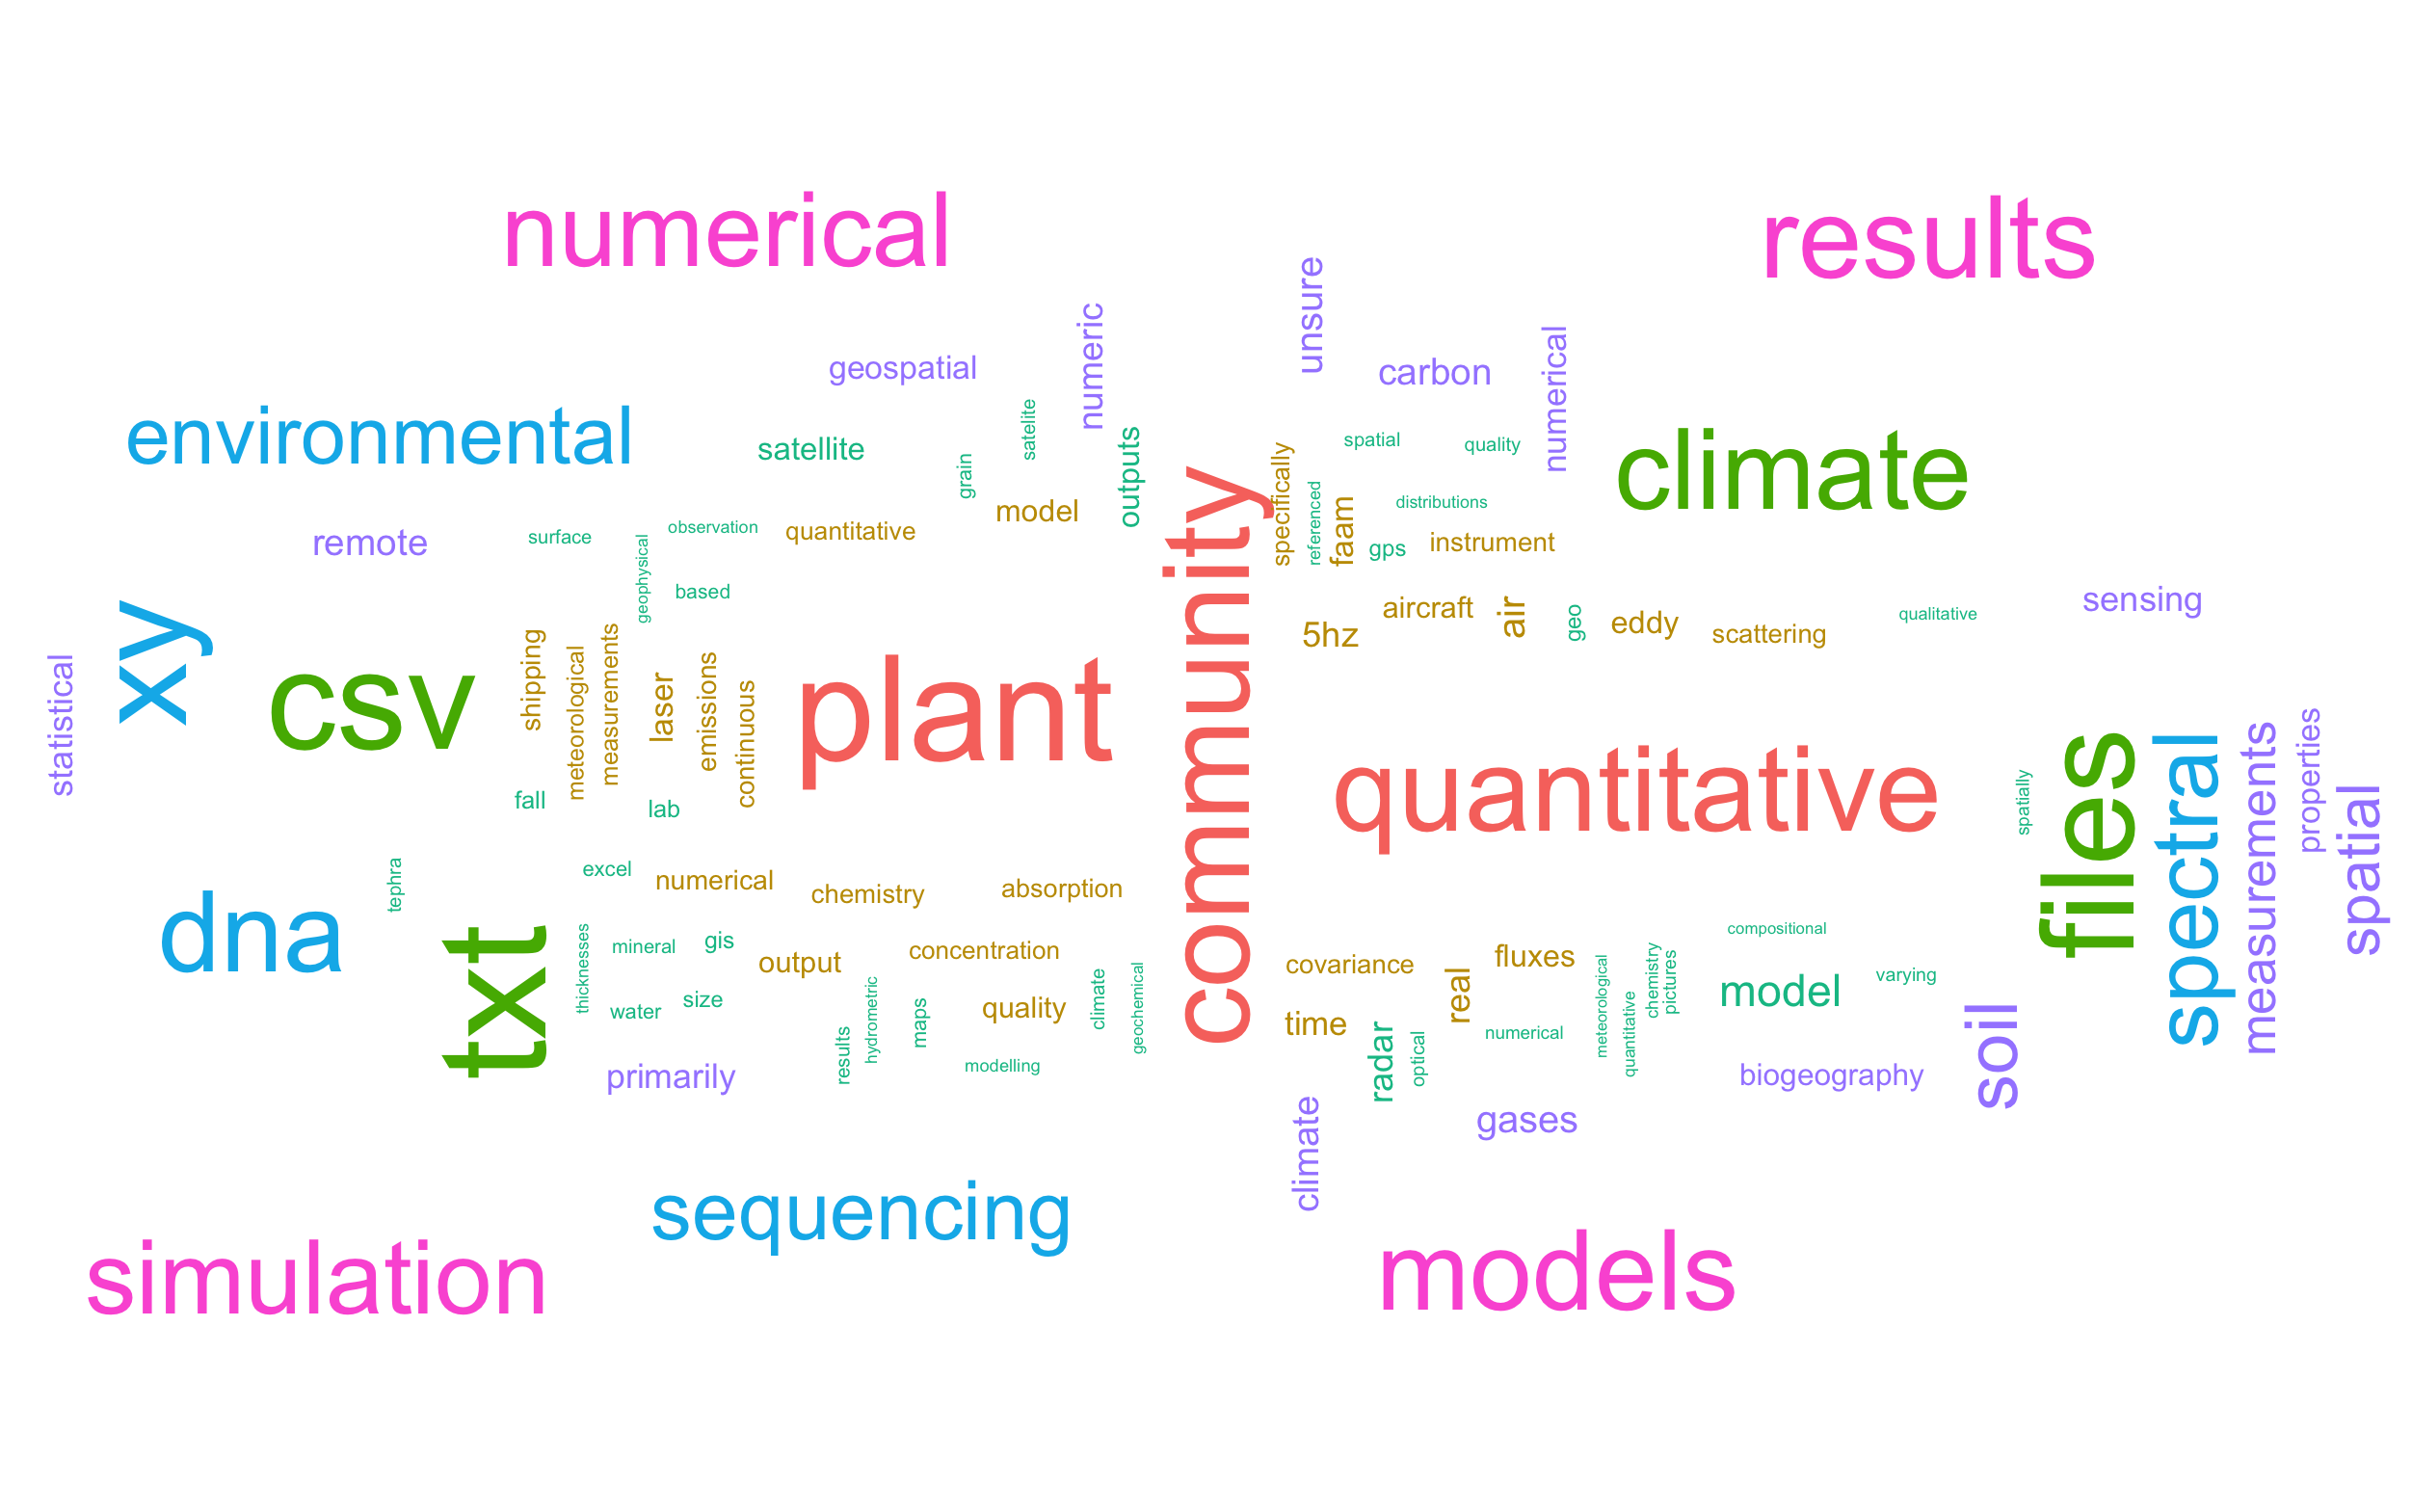 numerical
results
unsure
numeric
geospatial
carbon
numerical
environmental
satellite
satellite
outputs
spatial
quality
climate
grain
specifically
model
distributions
remote
surface
observation
quantitative
community
referenced
faam
gps
instrument
geophysical
based
xy
5hz
aircraft
air
geo
eddy
scattering
qualitative
sensing
statistical
csv
shipping
meteorological
measurements
laser
emissions
continuous
plant
quantitative
spatially
files
spectral
measurements
properties
spatial
fall
lab
tephra
excel
numerical
chemistry
absorption
dna
txt
thicknesses
mineral
gis
output
concentration
covariance
fluxes
compositional
water
size
results
hydrometric
maps
quality
climate
geochemical
time
real
meteorological
quantitative
chemistry
pictures
model
varying
soil
modelling
radar
optical
numerical
primarily
biogeography
climate
gases
sequencing
simulation
models